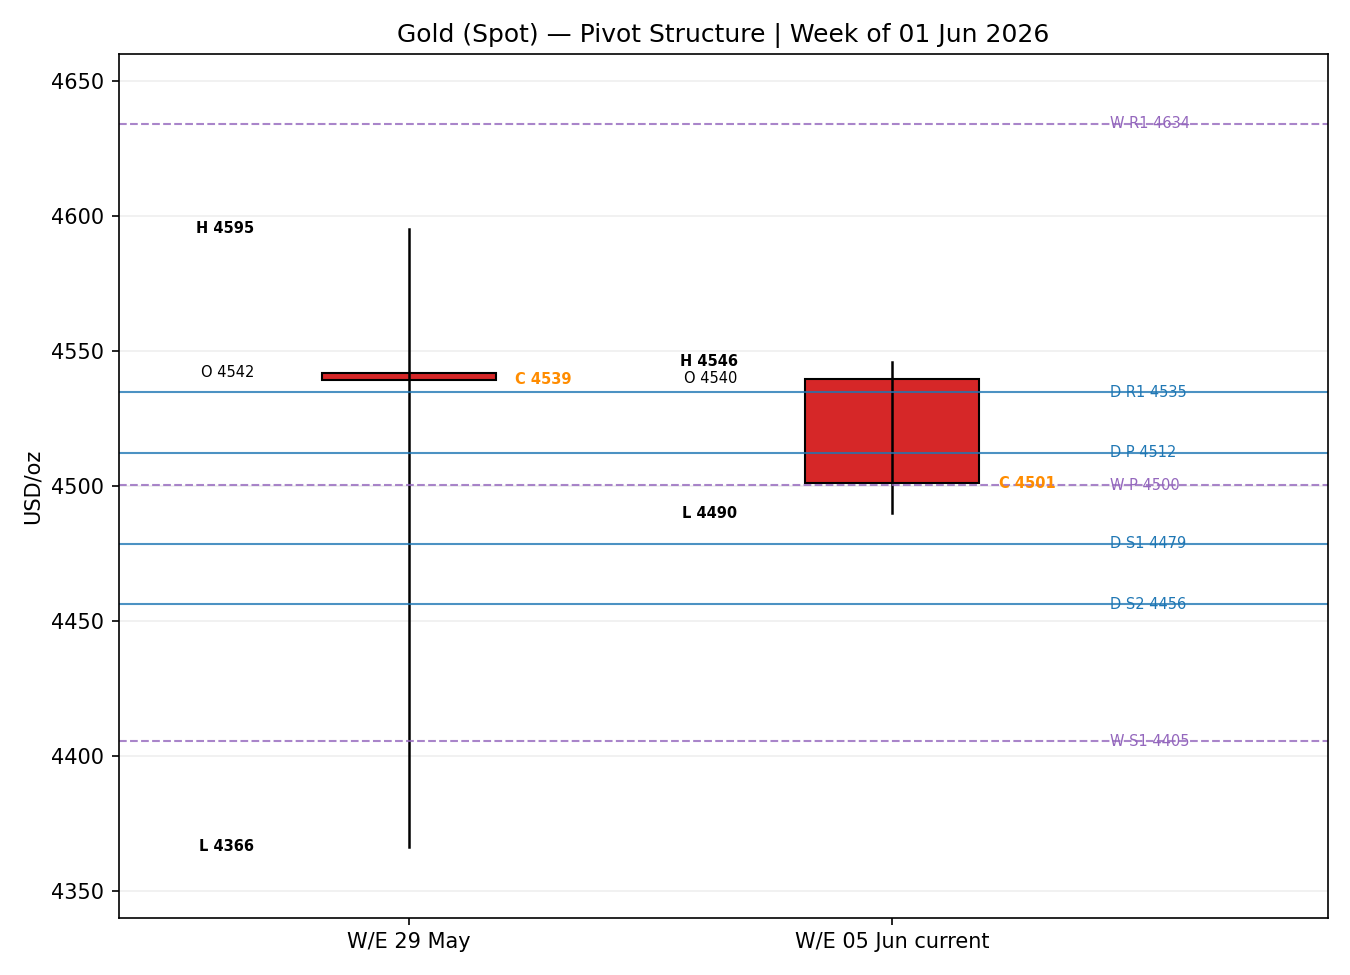 Gold (Spot) — Pivot Structure | Week of 01 Jun 2026
USD/oz
4650
4600
4550
4500
4450
4400
4350
W R1 4634
H 4595
O 4542
C 4539
H 4546
O 4540
D R1 4535
D P 4512
C 4501
W P 4500
L 4490
D S1 4479
D S2 4456
W S1 4405
L 4366
W/E 29 May
W/E 05 Jun current